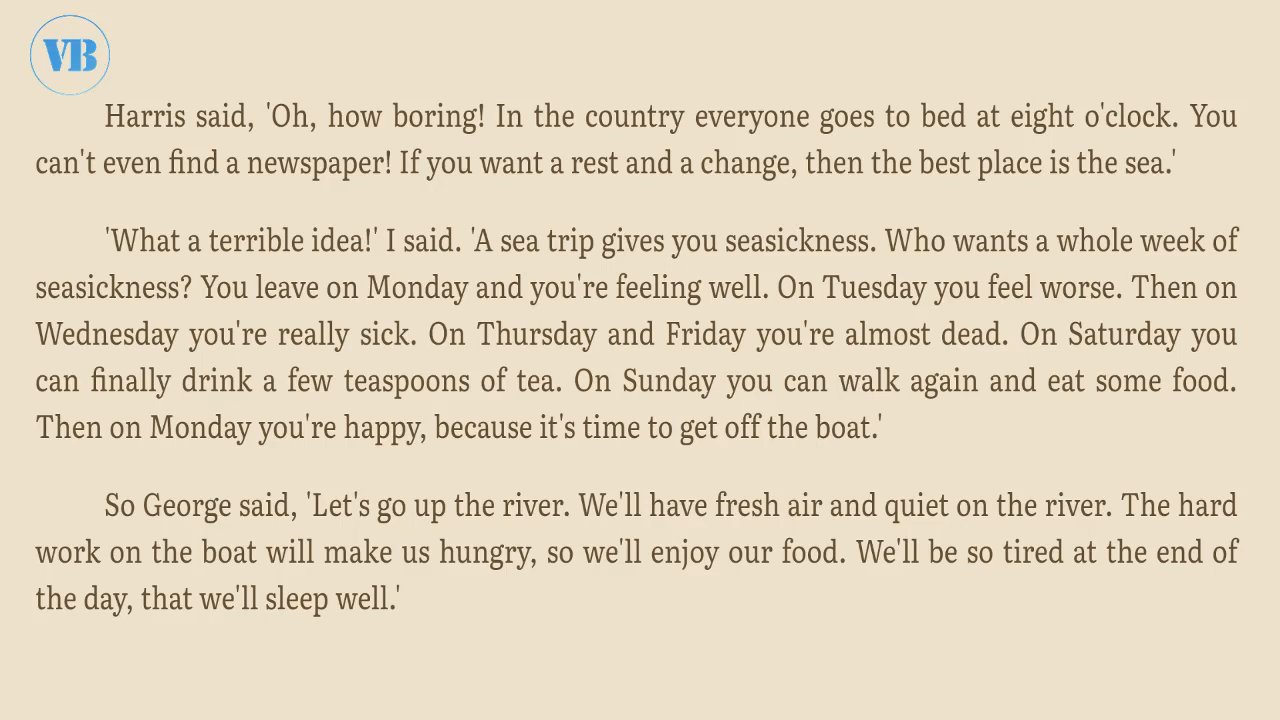 VB
Harris said, 'Oh, how boring! In the country everyone goes to bed at eight o'clock. You
can't even find a newspaper! If you want a rest and a change, then the best place is the sea.'
'What a terrible idea!' I said. 'A sea trip gives you seasickness. Who wants a whole week of
seasickness? You leave on Monday and you're feeling well. On Tuesday you feel worse. Then on
Wednesday you're really sick. On Thursday and Friday you're almost dead. On Saturday you
can finally drink a few teaspoons of tea. On Sunday you can walk again and eat some food.
Then on Monday you're happy, because it's time to get off the boat.'
So George said, 'Let's go up the river. We'll have fresh air and quiet on the river. The hard
work on the boat will make us hungry, so we'll enjoy our food. We'll be so tired at the end of
the day, that we'll sleep well.'